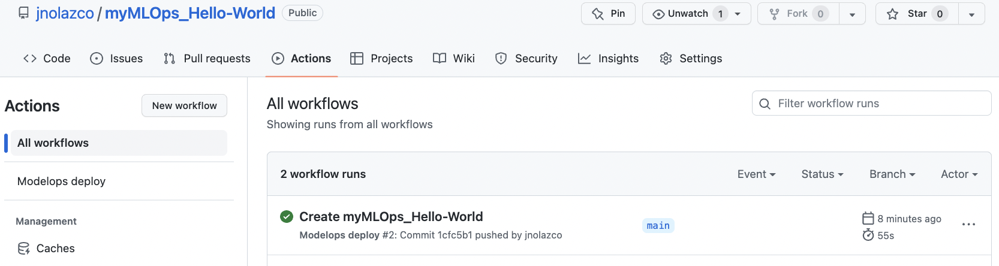 jnolazco / myMLOps_Hello-World Public Pin Unwatch 1 Fork 0 Star 0
Code Issues Pull requests Actions Projects Wiki Security Insights Settings
Actions New workflow
All workflows
Modelops deploy
Management
Caches
All workflows
Showing runs from all workflows
Filter workflow runs
2 workflow runs Event Status Branch Actor
Create myMLOps_Hello-World
Modelops deploy #2: Commit 1cfc5b1 pushed by jnolazco
main
8 minutes ago
55s